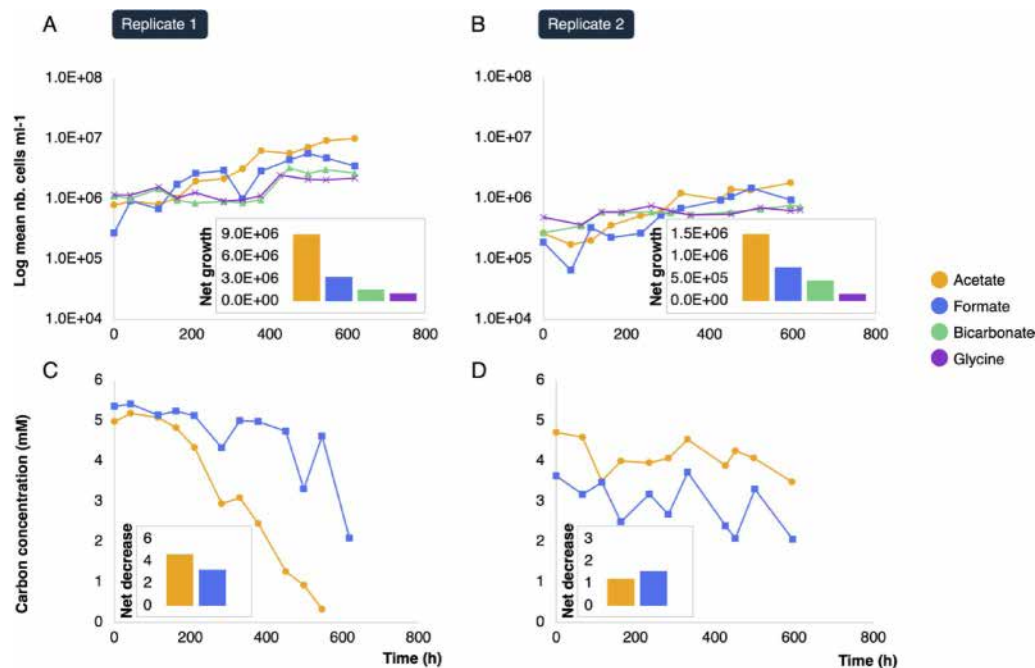 A Replicate 1
B Replicate 2
Log mean nb. cells ml-1
1.0E+08
1.0E+07
1.0E+06
1.0E+05
1.0E+04
Net growth
9.0E+06
6.0E+06
3.0E+06
0.0E+00
0 200 400 600 800
1.0E+08
1.0E+07
1.0E+06
1.0E+05
1.0E+04
Net growth
1.5E+06
1.0E+06
5.0E+05
0.0E+00
0 200 400 600 800
Acetate
Formate
Bicarbonate
Glycine
C
Carbon concentration (mM)
6
5
4
3
2
1
0
Net decrease
6
4
2
0
0 200 400 600 800
Time (h)
D
6
5
4
3
2
1
0
Net decrease
3
2
1
0
0 200 400 600 800
Time (h)